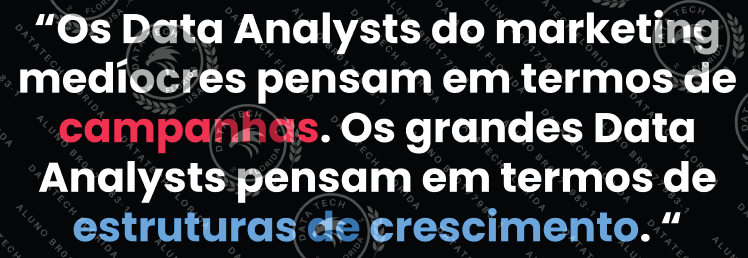 “Os Data Analysts do marketing
medíocres pensam em termos de
campanhas. Os grandes Data
Analysts pensam em termos de
estruturas de crescimento. “